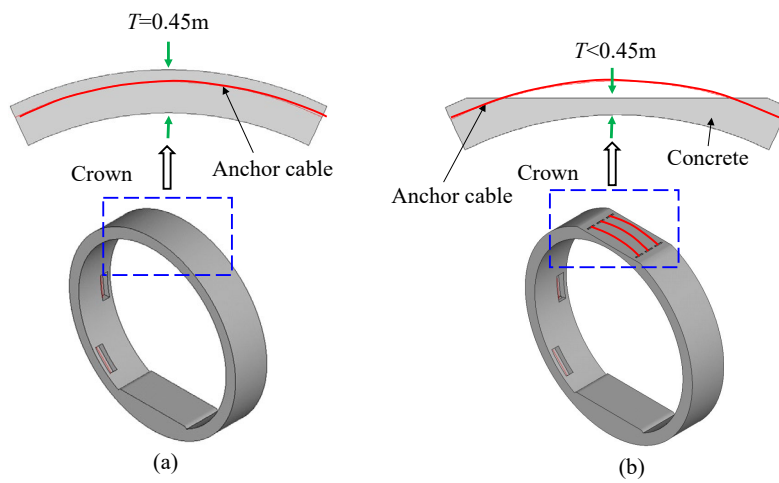 T=0.45m
Anchor cable
Crown
(a)
T<0.45m
Crown
Concrete
Anchor cable
(b)